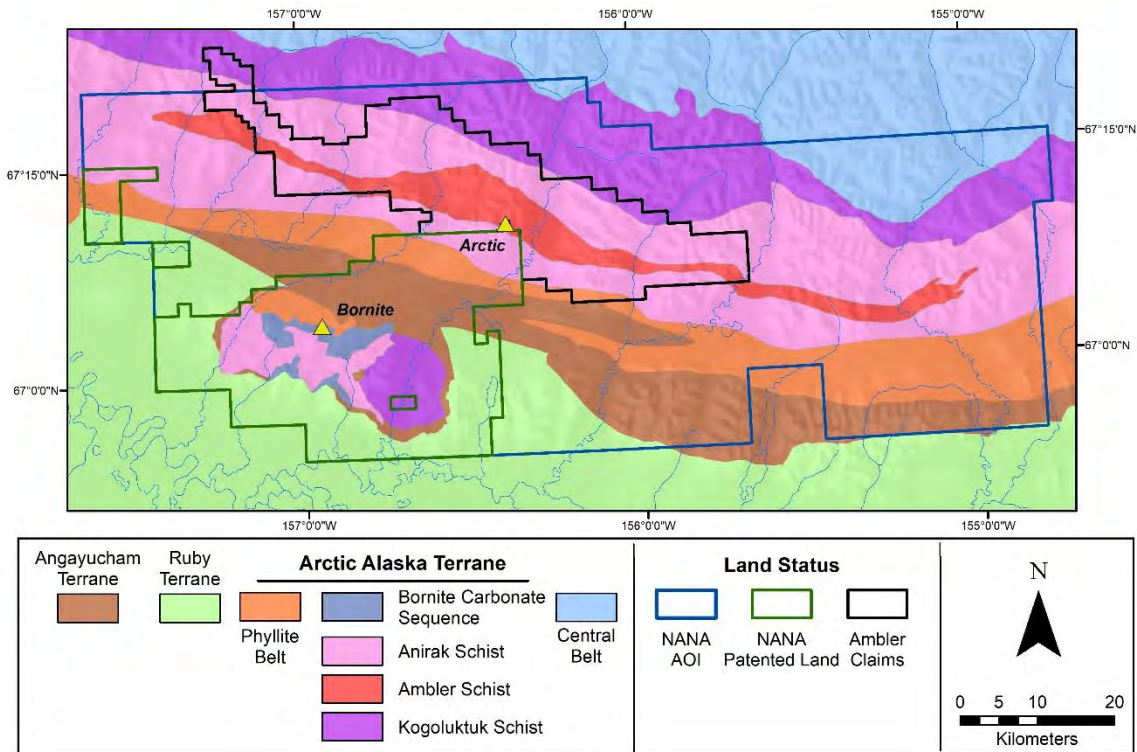 157°0'0"W 156°0'0"W 155°0'0"W
67°15'0"N
67°15'0"N
Arctic
Bornite
67°0'0"N
67°0'0"N
157°0'0"W 156°0'0"W 155°0'0"W
Angayucham
Terrane
Ruby
Terrane
Arctic Alaska Terrane
Phyllite
Belt
Bornite Carbonate
Sequence
Anirak Schist
Ambler Schist
Kogoluktuk Schist
Central
Belt
Land Status
NANA
AOI
NANA
Patented Land
Ambler
Claims
N
0 5 10 20
Kilometers